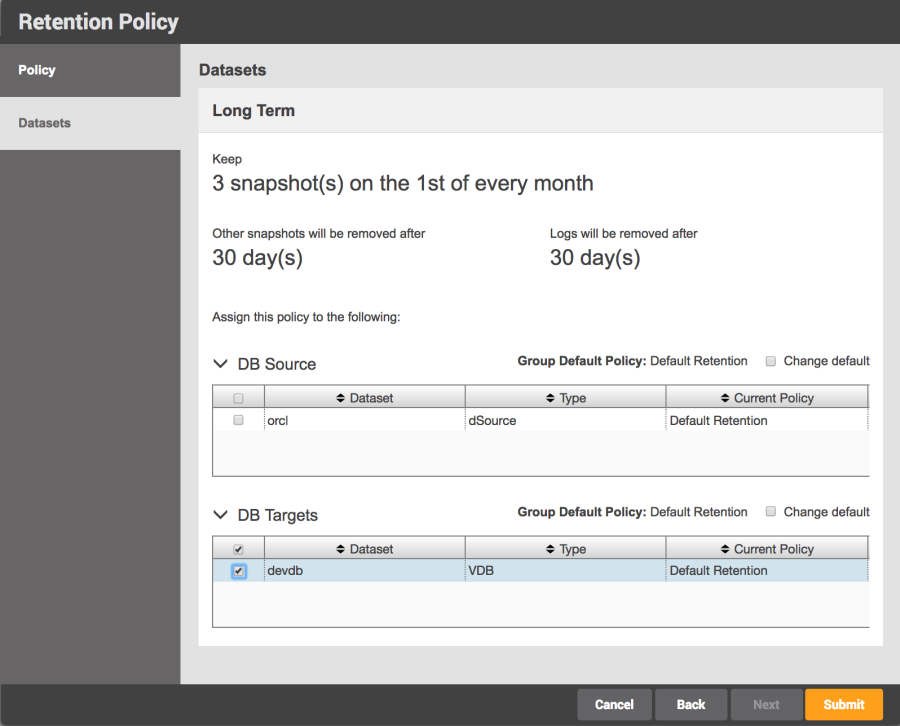 Retention Policy
Policy
Datasets
Datasets
Long Term
Keep
3 snapshot(s) on the 1st of every month
Other snapshots will be removed after
Logs will be removed after
30 day(s)
30 day(s)
Assign this policy to the following:
DB Source
Group Default Policy: Default Retention
Change default
Dataset Type Current Policy
orcl dSource Default Retention
DB Targets
Group Default Policy: Default Retention
Change default
Dataset Type Current Policy
devdb VDB Default Retention
Cancel Back Next Submit